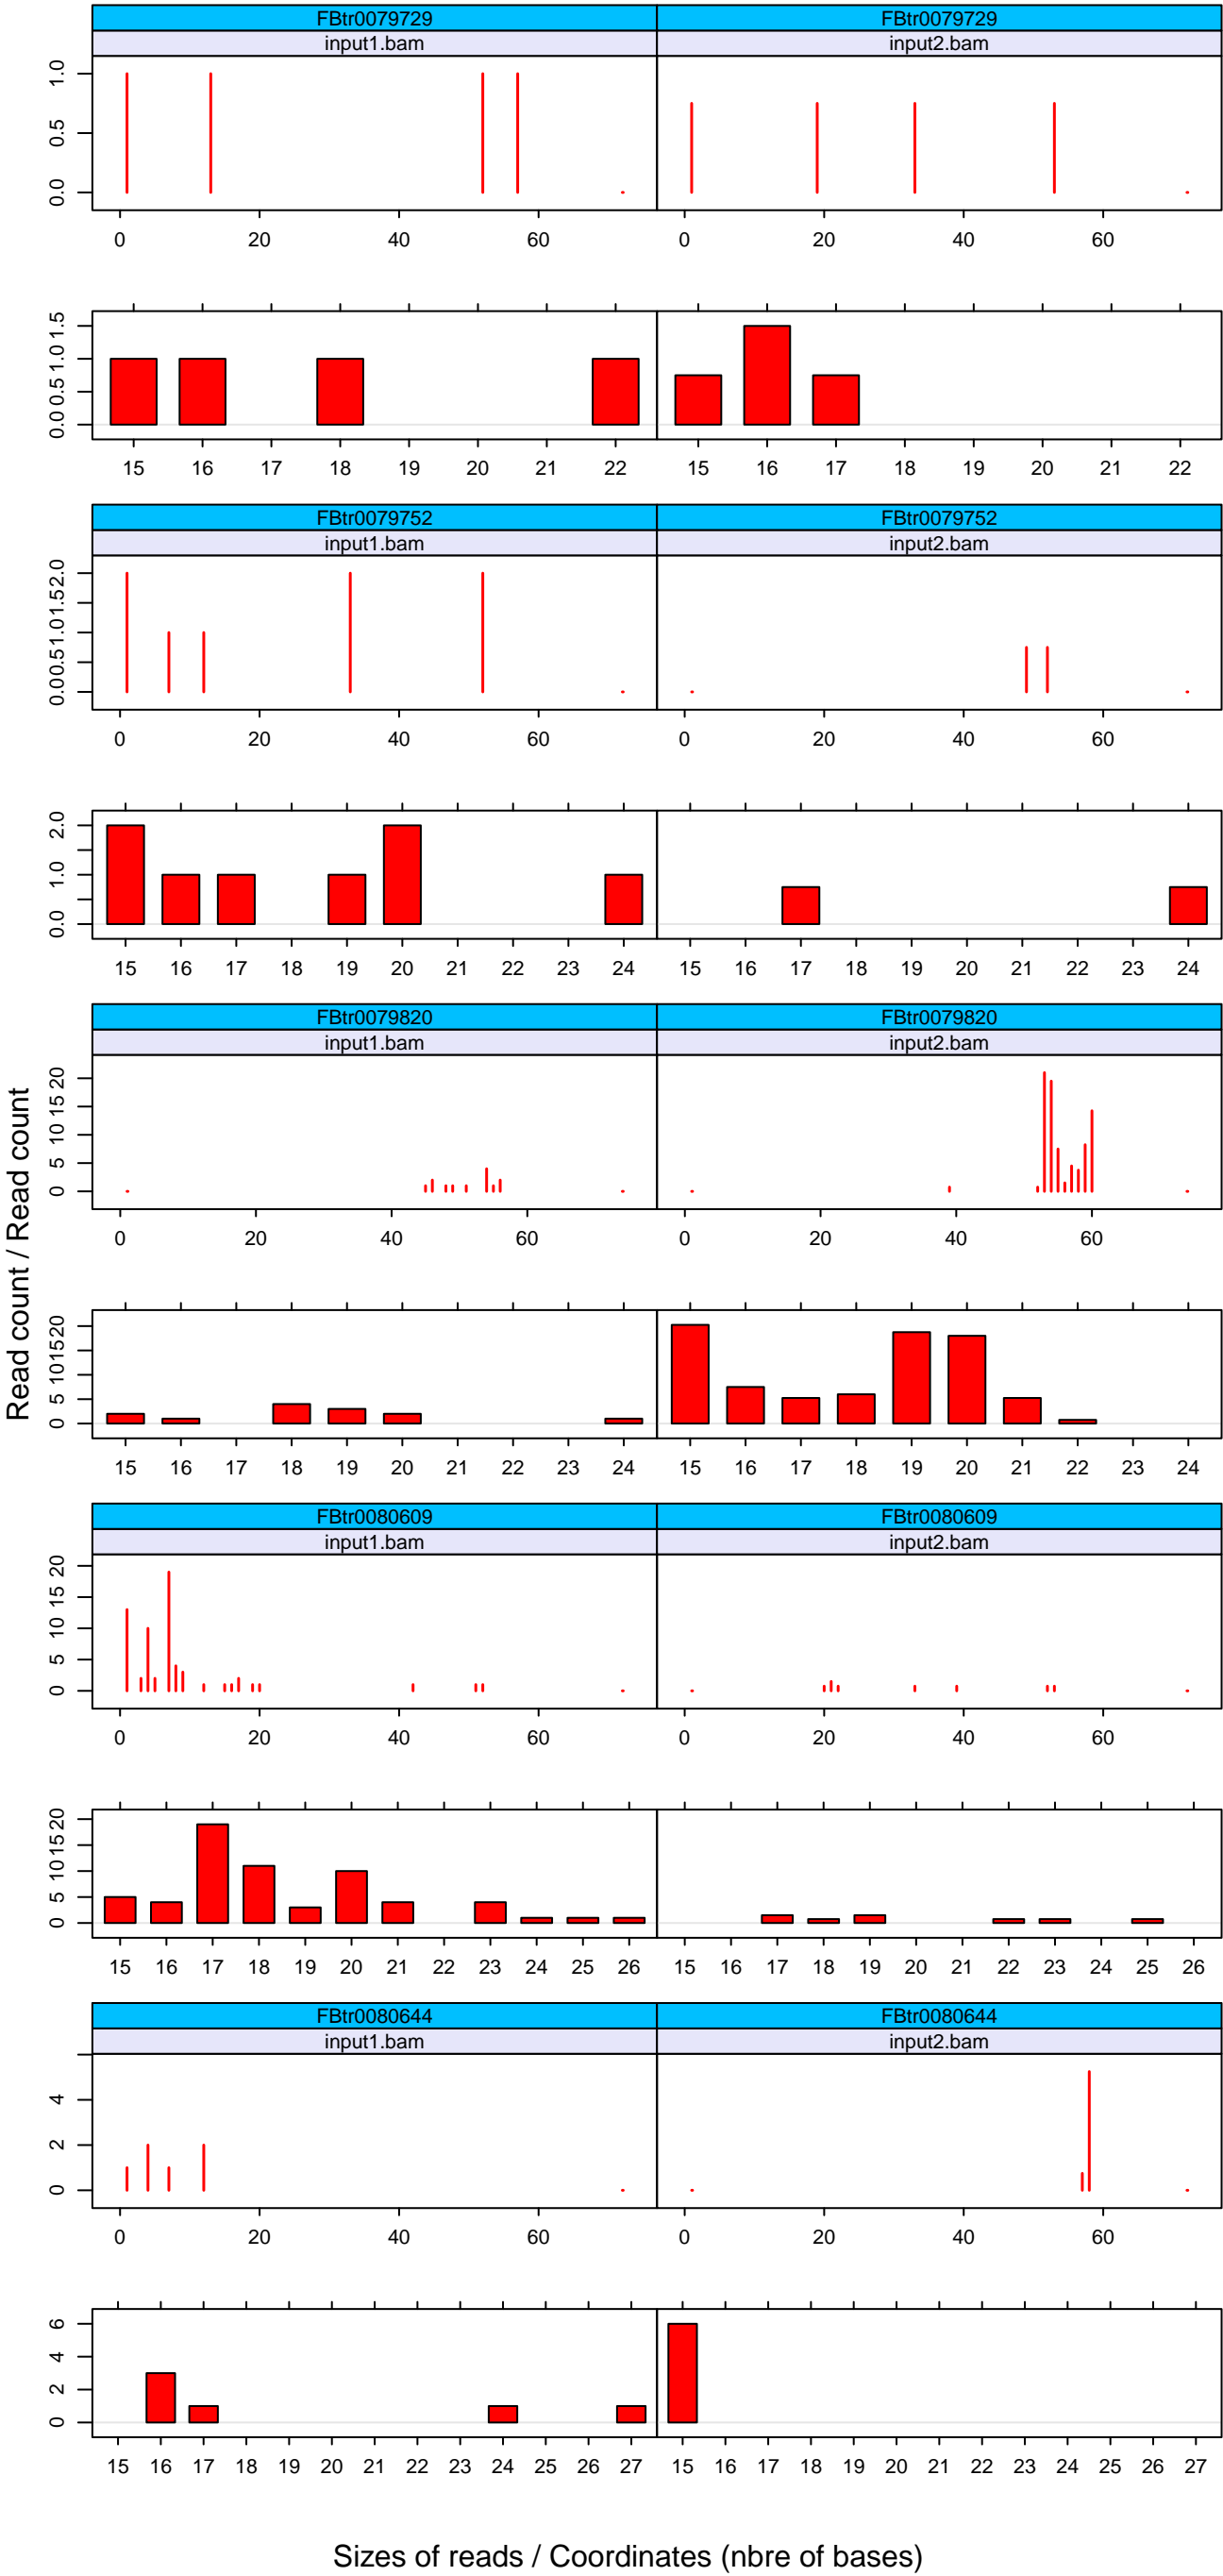 FBtr0079729 FBtr0079729
input1.bam input2.bam
0.0 0.5 1.0
0 20 40 60 0 20 40 60
0.0 0.5 1.0 1.5
15 16 17 18 19 20 21 22 15 16 17 18 19 20 21 22
FBtr0079752 FBtr0079752
input1.bam input2.bam
0.0 0.5 1.0 1.5 2.0
0 20 40 60 0 20 40 60
0.0 1.0 2.0
15 16 17 18 19 20 21 22 23 24 15 16 17 18 19 20 21 22 23 24
FBtr0079820 FBtr0079820
input1.bam input2.bam
0 5 10 15 20
0 20 40 60 0 20 40 60
0 5 10 15 20
15 16 17 18 19 20 21 22 23 24 15 16 17 18 19 20 21 22 23 24
FBtr0080609 FBtr0080609
input1.bam input2.bam
0 5 10 15 20
0 20 40 60 0 20 40 60
0 5 10 15 20
15 16 17 18 19 20 21 22 23 24 25 26 15 16 17 18 19 20 21 22 23 24 25 26
FBtr0080644 FBtr0080644
input1.bam input2.bam
0 2 4
0 20 40 60 0 20 40 60
0 2 4 6
15 16 17 18 19 20 21 22 23 24 25 26 27 15 16 17 18 19 20 21 22 23 24 25 26 27
Read count / Read count
Sizes of reads / Coordinates (nbre of bases)